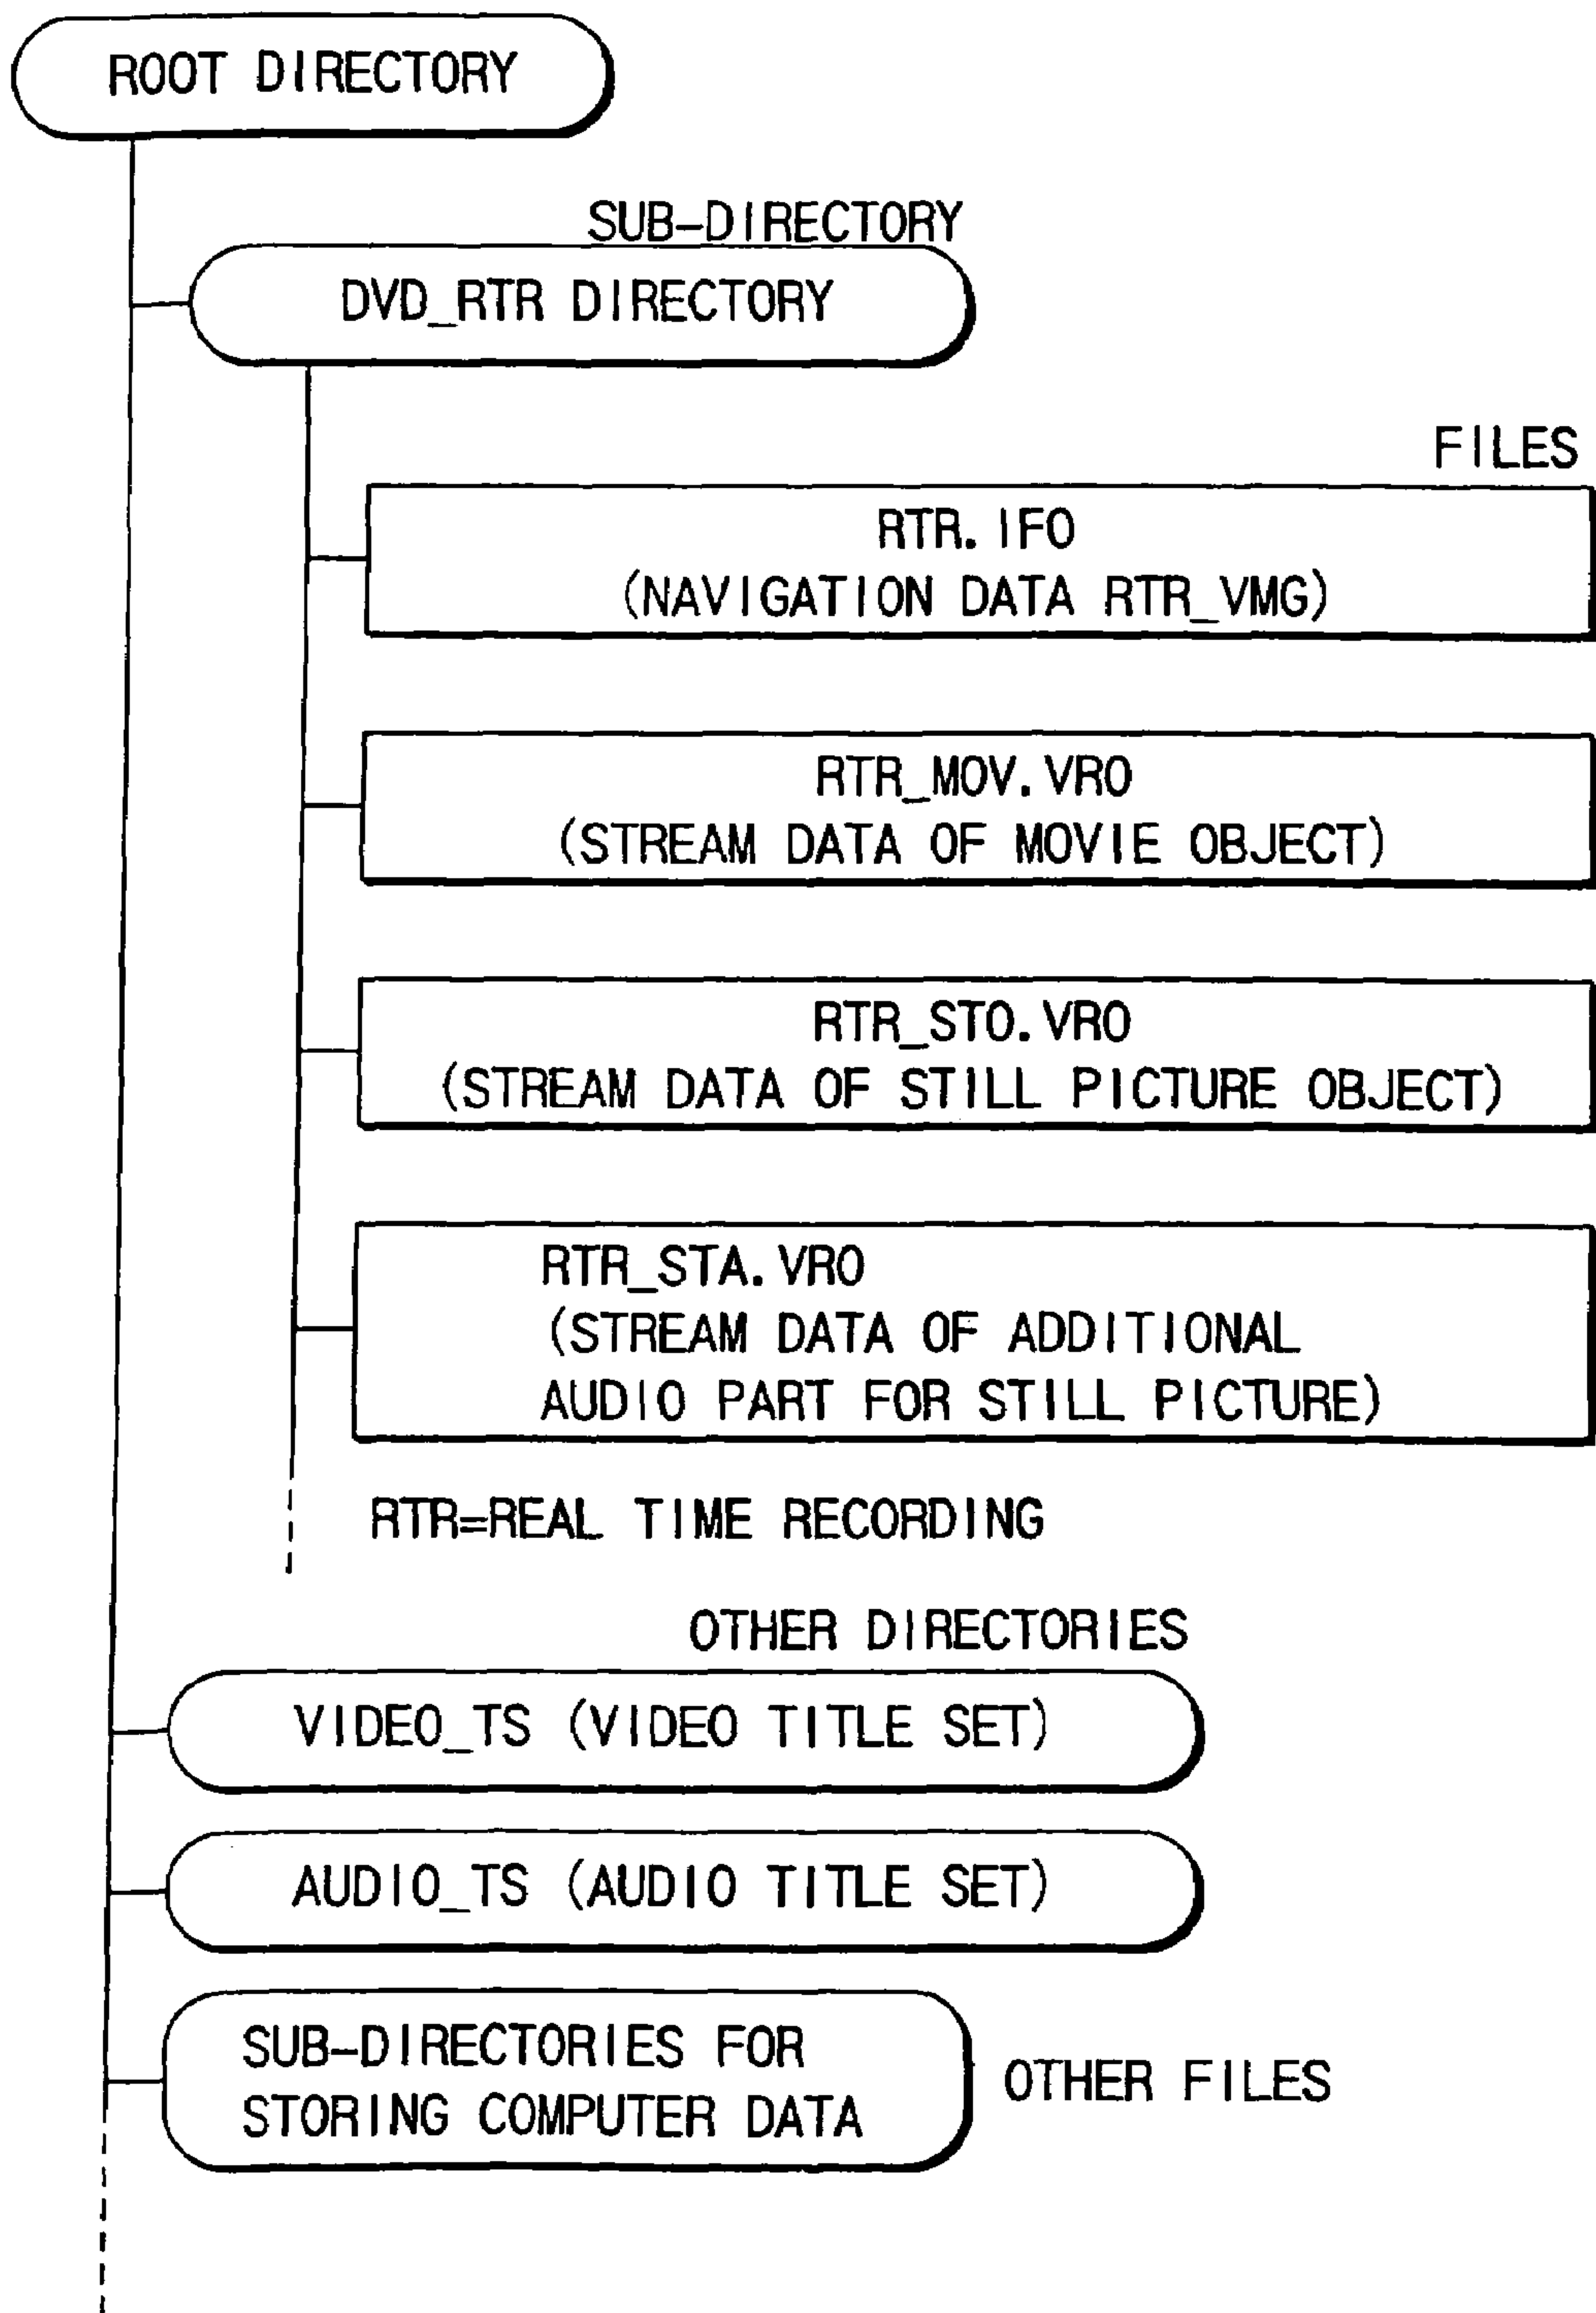 ROOT DIRECTORY
SUB-DIRECTORY
DVD_RTR DIRECTORY
FILES
RTR.IFO
(NAVIGATION DATA RTR_VMG)
RTR_MOV.VRO
(STREAM DATA OF MOVIE OBJECT)
RTR_STO.VRO
(STREAM DATA OF STILL PICTURE OBJECT)
RTR_STA.VRO
(STREAM DATA OF ADDITIONAL
AUDIO PART FOR STILL PICTURE)
RTR=REAL TIME RECORDING
OTHER DIRECTORIES
VIDEO_TS (VIDEO TITLE SET)
AUDIO_TS (AUDIO TITLE SET)
SUB-DIRECTORIES FOR
STORING COMPUTER DATA
OTHER FILES